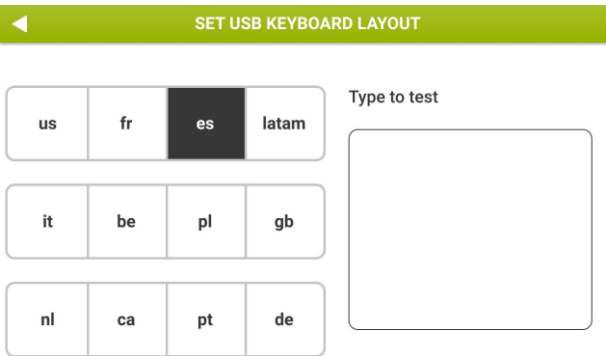 SET USB KEYBOARD LAYOUT
us fr es latam
Type to test
it be pl gb
nl ca pt de